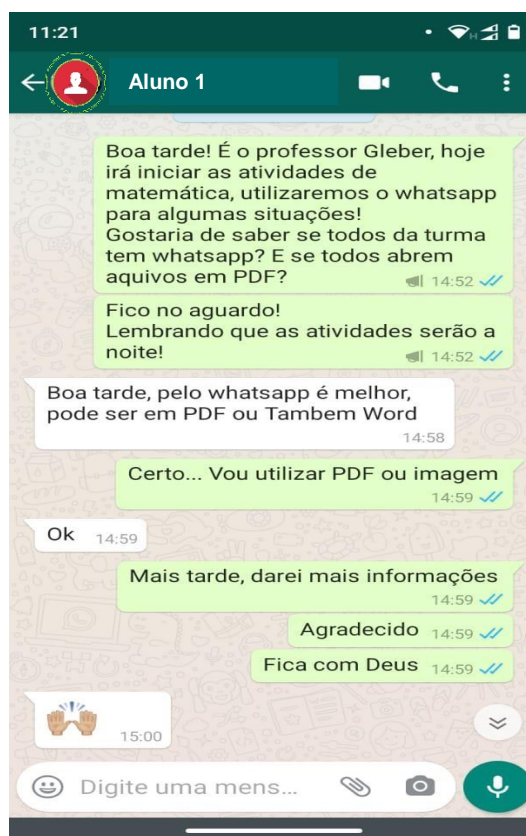 11:21
Aluno 1
Boa tarde! É o professor Gleber, hoje
irá iniciar as atividades de
matemática, utilizaremos o whatsapp
para algumas situações!
Gostaria de saber se todos da turma
tem whatsapp? E se todos abrem
aquivos em PDF?
14:52
Fico no aguardo!
Lembrando que as atividades serão a
noite!
14:52
Boa tarde, pelo whatsapp é melhor,
pode ser em PDF ou Tambem Word
14:58
Certo... Vou utilizar PDF ou imagem
14:59
Ok 14:59
Mais tarde, darei mais informações
14:59
Agradecido 14:59
Fica com Deus 14:59
15:00
Digite uma mens...